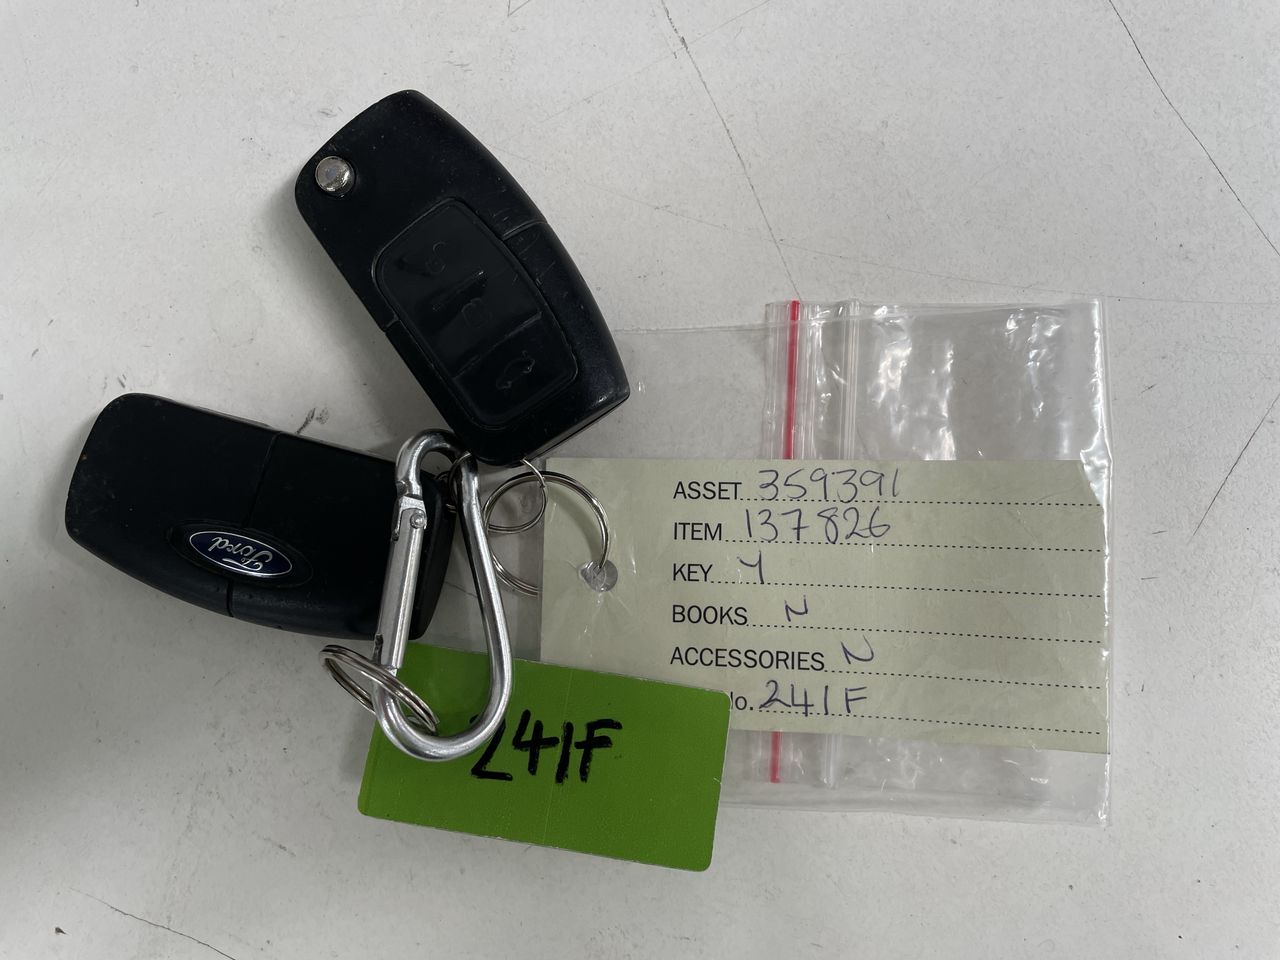 ASSET 359391
ITEM 137826
KEY Y
BOOKS N
ACCESSORIES N
No. 241F
Ford
241F